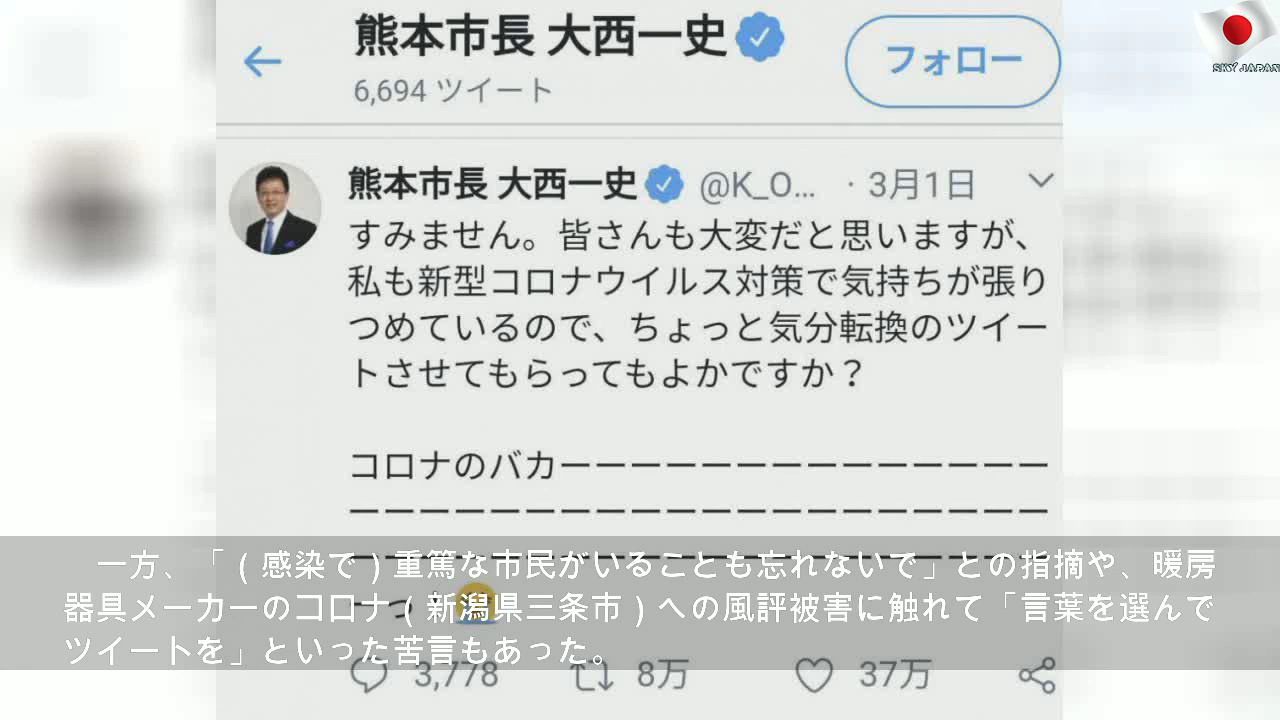 熊本市長 大西一史
6,694 ツイート
フォロー
SKY JAPAN
熊本市長 大西一史 @K_O... · 3月1日
すみません。皆さんも大変だと思いますが、
私も新型コロナウイルス対策で気持ちが張り
つめているので、ちょっと気分転換のツイー
トさせてもらってもよかですか？
コロナのバカーーーーーーーーーーーーーー
ーーーーーーーーーーーーーーーーーーーー
一方、「（感染で）重篤な市民がいることも忘れないで」との指摘や、暖房
器具メーカーのコロナ（新潟県三条市）への風評被害に触れて「言葉を選んで
ツイートを」といった苦言もあった。
3,778 8万 37万